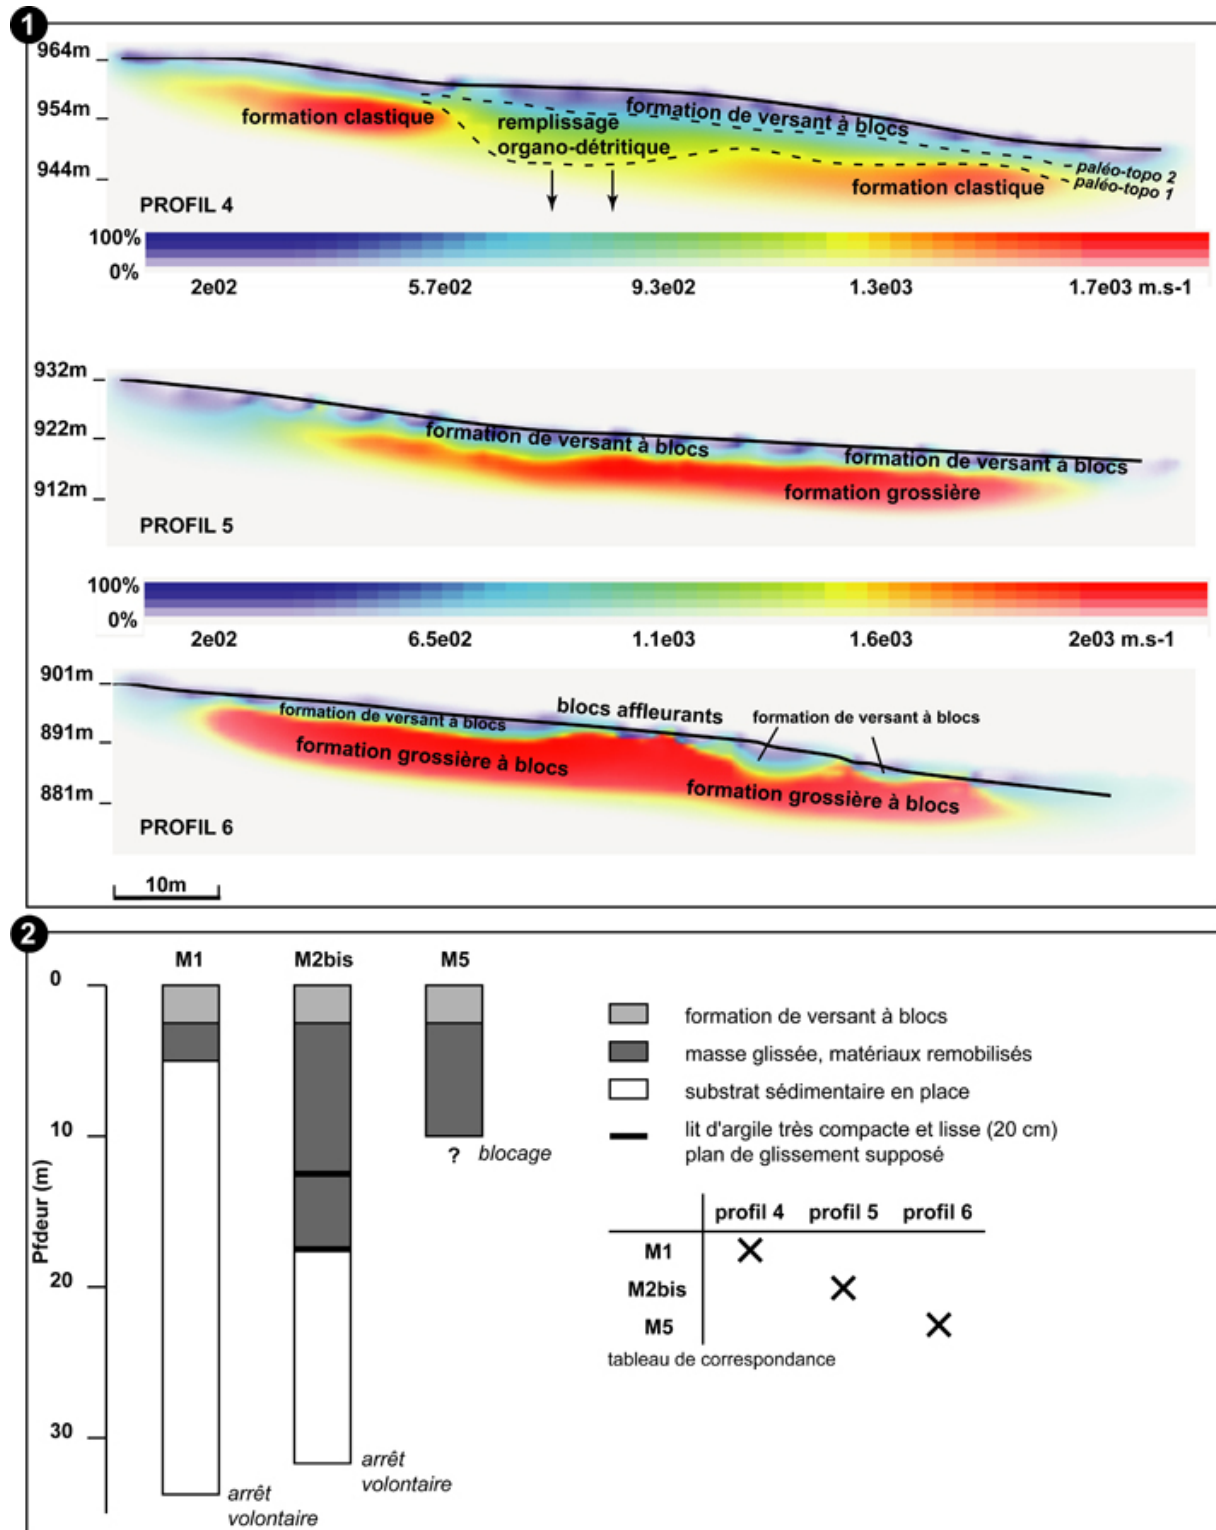 1
964m
954m
944m
formation clastique
remplissage
organo-détritique
formation de versant à blocs
formation clastique
paléo-topo 2
paléo-topo 1
PROFIL 4
100%
0%
2e02 5.7e02 9.3e02 1.3e03 1.7e03 m.s-1
932m
922m
912m
formation de versant à blocs
formation de versant à blocs
formation grossière
PROFIL 5
100%
0%
2e02 6.5e02 1.1e03 1.6e03 2e03 m.s-1
901m
891m
881m
formation de versant à blocs
blocs affleurants
formation de versant à blocs
formation grossière à blocs
formation grossière à blocs
PROFIL 6
10m
2
M1 M2bis M5
0
10
20
30
Pfdeur (m)
? blocage
arrêt
volontaire
arrêt
volontaire
formation de versant à blocs
masse glissée, matériaux remobilisés
substrat sédimentaire en place
lit d'argile très compacte et lisse (20 cm)
plan de glissement supposé
profil 4 profil 5 profil 6
M1
M2bis
M5
tableau de correspondance